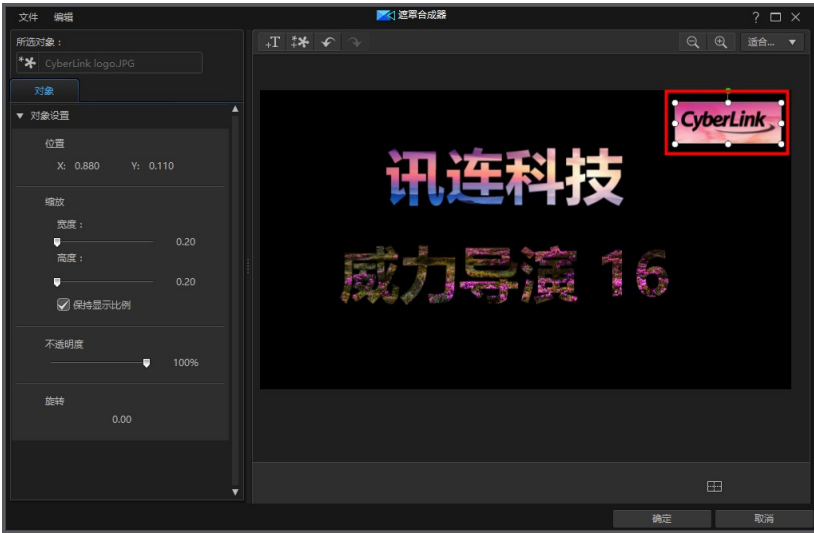 文件 编辑 遮罩合成器 ?
所选对象：
CyberLink logo.JPG
+T 适合...
对象
对象设置
位置
X: 0.880 Y: 0.110
缩放
宽度：
0.20
高度：
0.20
保持显示比例
不透明度
100%
旋转
0.00
CyberLink
讯连科技
威力导演 16
确定 取消